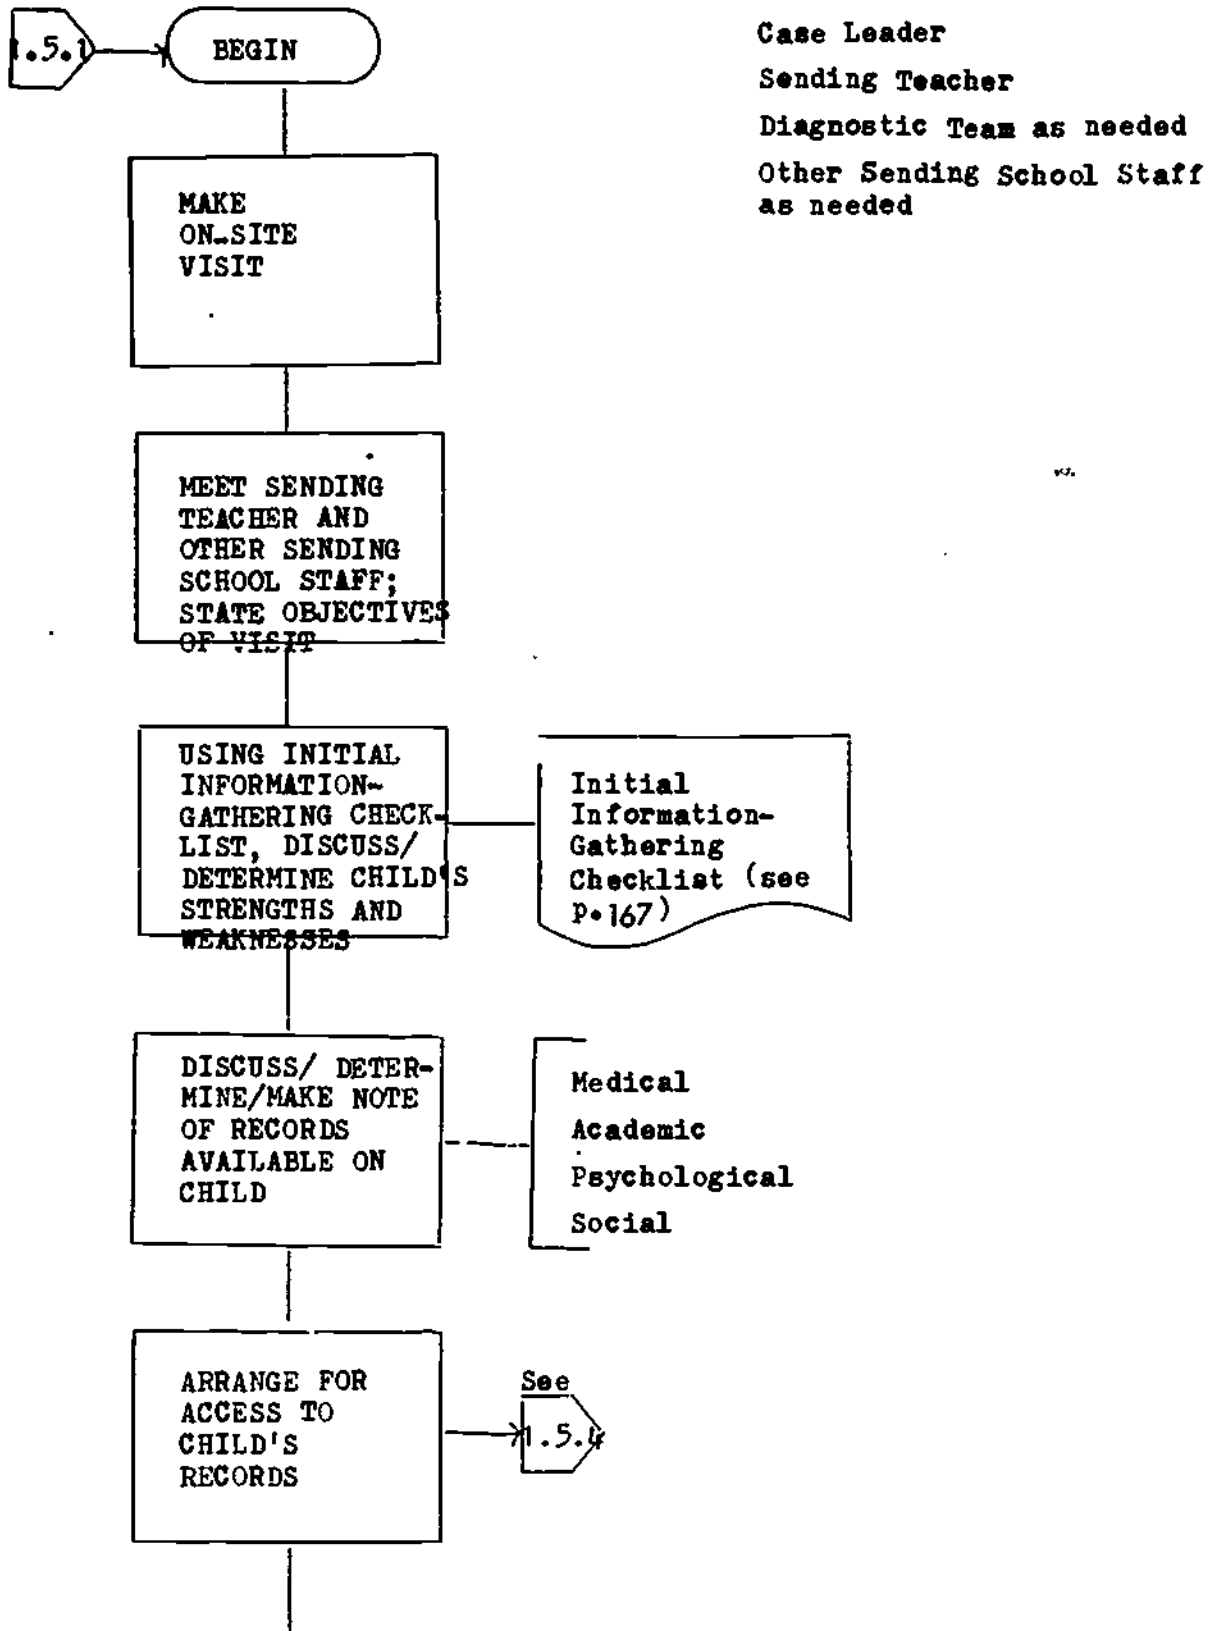 1.5.1
BEGIN
Case Leader
Sending Teacher
Diagnostic Team as needed
Other Sending School Staff
as needed
MAKE
ON-SITE
VISIT
MEET SENDING
TEACHER AND
OTHER SENDING
SCHOOL STAFF;
STATE OBJECTIVES
OF VISIT
USING INITIAL
INFORMATION-
GATHERING CHECK-
LIST, DISCUSS/
DETERMINE CHILD'S
STRENGTHS AND
WEAKNESSES
Initial
Information-
Gathering
Checklist (see
p.167)
DISCUSS/ DETER-
MINE/MAKE NOTE
OF RECORDS
AVAILABLE ON
CHILD
Medical
Academic
Psychological
Social
ARRANGE FOR
ACCESS TO
CHILD'S
RECORDS
See
1.5.4